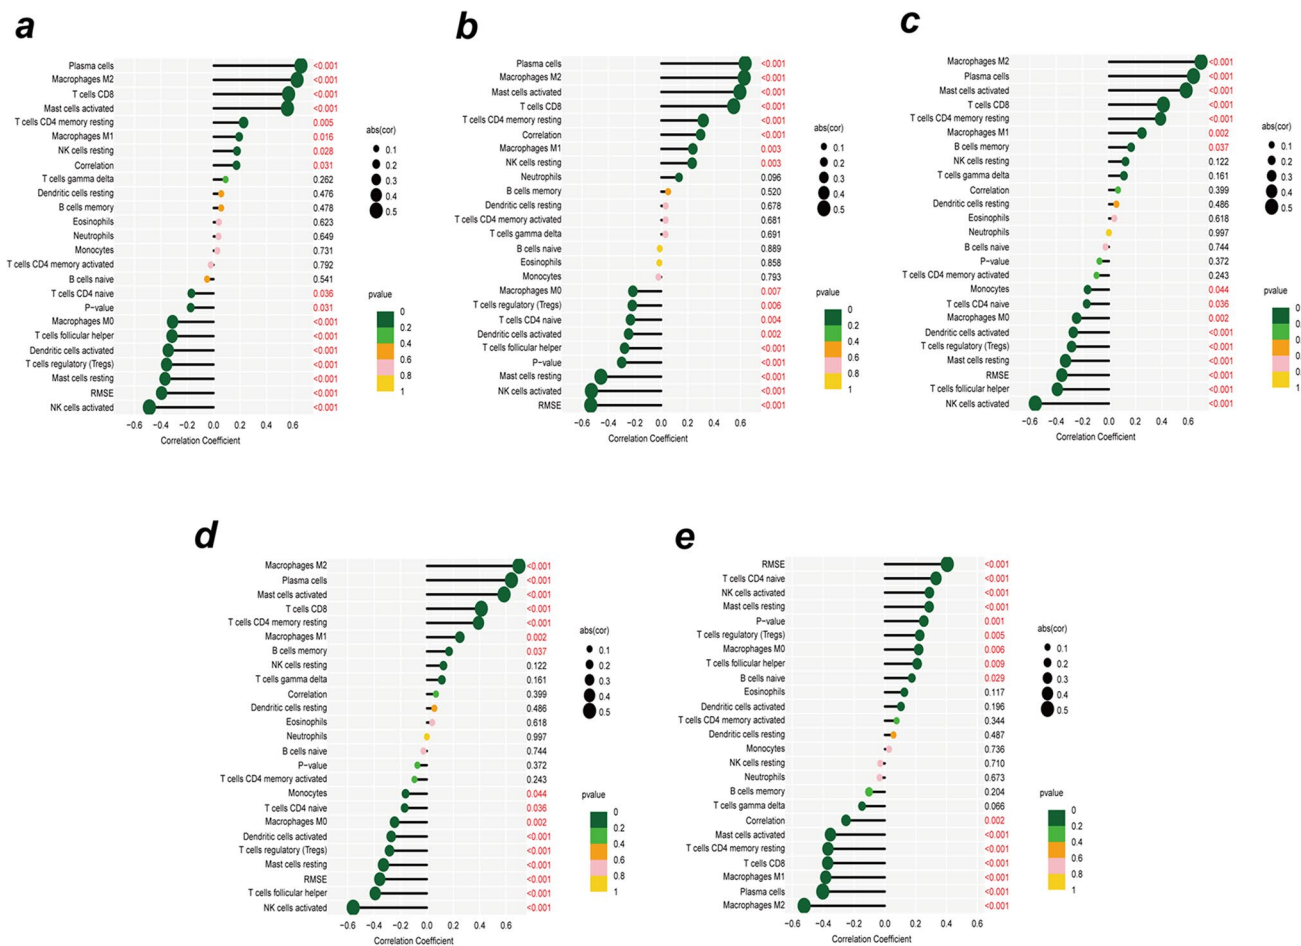 a
Plasma cells <0.001
Macrophages M2 <0.001
T cells CD8 <0.001
Mast cells activated <0.001
T cells CD4 memory resting 0.005
Macrophages M1 0.016
NK cells resting 0.028
Correlation 0.031
T cells gamma delta 0.262
Dendritic cells resting 0.476
B cells memory 0.478
Eosinophils 0.623
Neutrophils 0.649
Monocytes 0.731
T cells CD4 memory activated 0.792
B cells naive 0.541
T cells CD4 naive 0.036
P-value 0.031
Macrophages M0 <0.001
T cells follicular helper <0.001
Dendritic cells activated <0.001
T cells regulatory (Tregs) <0.001
Mast cells resting <0.001
RMSE <0.001
NK cells activated <0.001
−0.6 −0.4 −0.2 0.0 0.2 0.4 0.6
Correlation Coefficient
abs(cor)
0.1
0.2
0.3
0.4
0.5
pvalue
0
0.2
0.4
0.6
0.8
1
b
Plasma cells <0.001
Macrophages M2 <0.001
Mast cells activated <0.001
T cells CD8 <0.001
T cells CD4 memory resting <0.001
Correlation <0.001
Macrophages M1 0.003
NK cells resting 0.003
Neutrophils 0.096
B cells memory 0.520
Dendritic cells resting 0.678
T cells CD4 memory activated 0.681
T cells gamma delta 0.691
B cells naive 0.889
Eosinophils 0.858
Monocytes 0.793
Macrophages M0 0.007
T cells regulatory (Tregs) 0.006
T cells CD4 naive 0.004
Dendritic cells activated 0.002
T cells follicular helper <0.001
P-value <0.001
Mast cells resting <0.001
NK cells activated <0.001
RMSE <0.001
−0.6 −0.4 −0.2 0.0 0.2 0.4 0.6
Correlation Coefficient
abs(cor)
0.1
0.2
0.3
0.4
0.5
pvalue
0
0.2
0.4
0.6
0.8
1
c
Macrophages M2 <0.001
Plasma cells <0.001
Mast cells activated <0.001
T cells CD8 <0.001
T cells CD4 memory resting <0.001
Macrophages M1 0.002
B cells memory 0.037
NK cells resting 0.122
T cells gamma delta 0.161
Correlation 0.399
Dendritic cells resting 0.486
Eosinophils 0.618
Neutrophils 0.997
B cells naive 0.744
P-value 0.372
T cells CD4 memory activated 0.243
Monocytes 0.044
T cells CD4 naive 0.036
Macrophages M0 0.002
Dendritic cells activated <0.001
T cells regulatory (Tregs) <0.001
Mast cells resting <0.001
RMSE <0.001
T cells follicular helper <0.001
NK cells activated <0.001
−0.6 −0.4 −0.2 0.0 0.2 0.4 0.6
Correlation Coefficient
abs(cor)
0.1
0.2
0.3
0.4
0.5
pvalue
d
Macrophages M2 <0.001
Plasma cells <0.001
Mast cells activated <0.001
T cells CD8 <0.001
T cells CD4 memory resting <0.001
Macrophages M1 0.002
B cells memory 0.037
NK cells resting 0.122
T cells gamma delta 0.161
Correlation 0.399
Dendritic cells resting 0.486
Eosinophils 0.618
Neutrophils 0.997
B cells naive 0.744
P-value 0.372
T cells CD4 memory activated 0.243
Monocytes 0.044
T cells CD4 naive 0.036
Macrophages M0 0.002
Dendritic cells activated <0.001
T cells regulatory (Tregs) <0.001
Mast cells resting <0.001
RMSE <0.001
T cells follicular helper <0.001
NK cells activated <0.001
−0.6 −0.4 −0.2 0.0 0.2 0.4 0.6
Correlation Coefficient
abs(cor)
0.1
0.2
0.3
0.4
0.5
pvalue
0
0.2
0.4
0.6
0.8
1
e
RMSE <0.001
T cells CD4 naive <0.001
NK cells activated <0.001
Mast cells resting <0.001
P-value 0.001
T cells regulatory (Tregs) 0.005
Macrophages M0 0.006
T cells follicular helper 0.009
B cells naive 0.029
Eosinophils 0.117
Dendritic cells activated 0.196
T cells CD4 memory activated 0.344
Dendritic cells resting 0.487
Monocytes 0.736
NK cells resting 0.710
Neutrophils 0.673
B cells memory 0.204
T cells gamma delta 0.066
Correlation 0.002
Mast cells activated <0.001
T cells CD4 memory resting <0.001
T cells CD8 <0.001
Macrophages M1 <0.001
Plasma cells <0.001
Macrophages M2 <0.001
−0.6 −0.4 −0.2 0.0 0.2 0.4 0.6
Correlation Coefficient
abs(cor)
0.1
0.2
0.3
0.4
0.5
pvalue
0
0.2
0.4
0.6
0.8
1